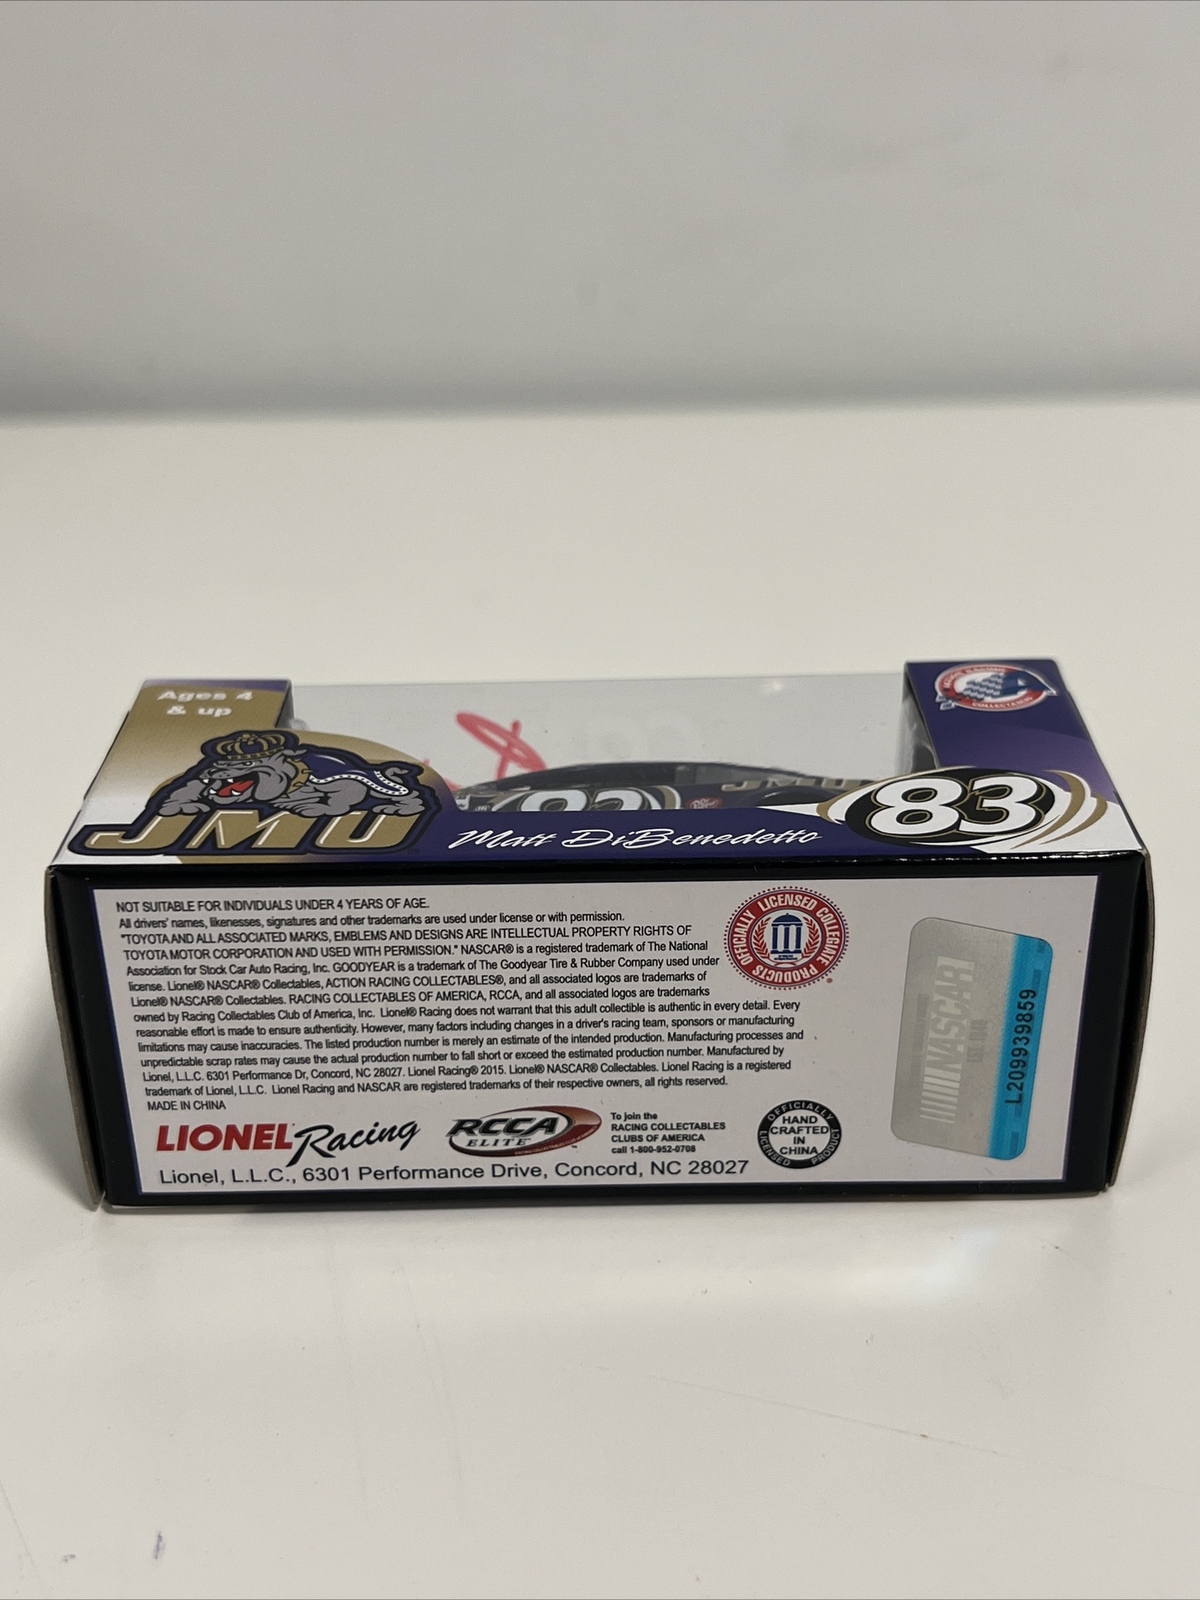 Ages 4
& up
JMU
Matt DiBenedetto
83
83
JMU
NOT SUITABLE FOR INDIVIDUALS UNDER 4 YEARS OF AGE.
All drivers' names, likenesses, signatures and other trademarks are used under license or with permission.
"TOYOTA AND ALL ASSOCIATED MARKS, EMBLEMS AND DESIGNS ARE INTELLECTUAL PROPERTY RIGHTS OF
TOYOTA MOTOR CORPORATION AND USED WITH PERMISSION." NASCAR® is a registered trademark of The National
Association for Stock Car Auto Racing, Inc. GOODYEAR is a trademark of The Goodyear Tire & Rubber Company used under
license. Lionel® NASCAR® Collectables, ACTION RACING COLLECTABLES®, and all associated logos are trademarks of
Lionel® NASCAR® Collectables. RACING COLLECTABLES OF AMERICA, RCCA, and all associated logos are trademarks
owned by Racing Collectables Club of America, Inc. Lionel® Racing does not warrant that this adult collectible is authentic in every detail. Every
reasonable effort is made to ensure authenticity. However, many factors including changes in a driver's racing team, sponsors or manufacturing
limitations may cause inaccuracies. The listed production number is merely an estimate of the intended production. Manufacturing processes and
unpredictable scrap rates may cause the actual production number to fall short or exceed the estimated production number. Manufactured by
Lionel, L.L.C. 6301 Performance Dr, Concord, NC 28027. Lionel Racing® 2015. Lionel® NASCAR® Collectables. Lionel Racing is a registered
trademark of Lionel, L.L.C. Lionel Racing and NASCAR are registered trademarks of their respective owners, all rights reserved.
MADE IN CHINA
OFFICIALLY LICENSED COLLEGIATE PRODUCTS
NASCAR
L209939859
LIONEL Racing
RCCA
ELITE
To join the
RACING COLLECTABLES
CLUBS OF AMERICA
call 1-800-952-0708
OFFICIALLY
HAND
CRAFTED
IN
CHINA
LICENSED PRODUCT
Lionel, L.L.C., 6301 Performance Drive, Concord, NC 28027